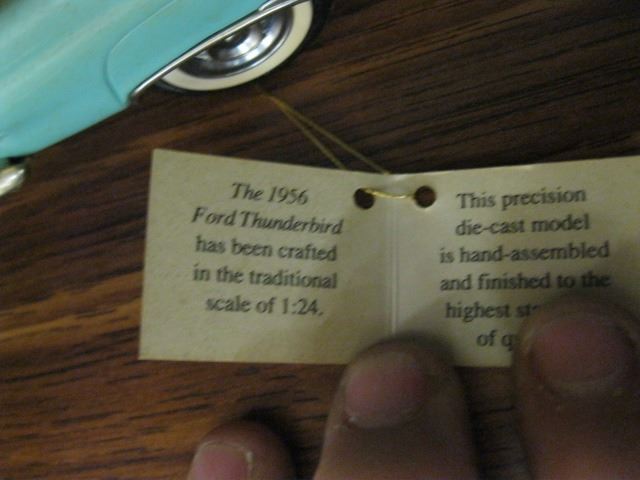 The 1956
Ford Thunderbird
has been crafted
in the traditional
scale of 1:24.
This precision
die-cast model
is hand-assembled
and finished to the
highest
of